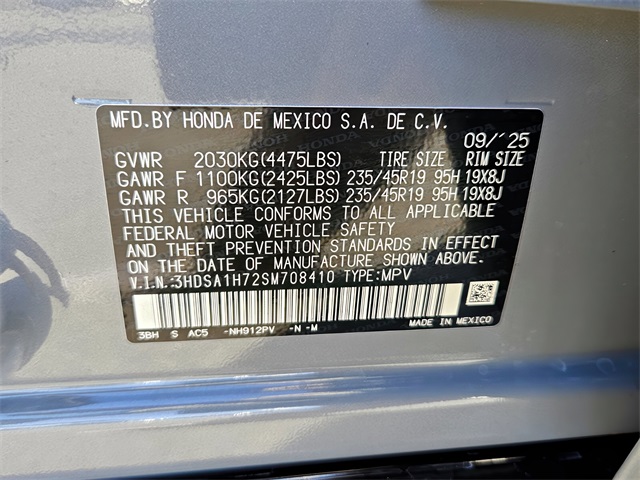 MFD.BY HONDA DE MEXICO S.A. DE C.V.
09/´25
GVWR 2030KG(4475LBS) TIRE SIZE RIM SIZE
GAWR F 1100KG(2425LBS) 235/45R19 95H 19X8J
GAWR R 965KG(2127LBS) 235/45R19 95H 19X8J
THIS VEHICLE CONFORMS TO ALL APPLICABLE
FEDERAL MOTOR VEHICLE SAFETY
AND THEFT PREVENTION STANDARDS IN EFFECT
ON THE DATE OF MANUFACTURE SHOWN ABOVE.
V.I.N.:3HDSA1H72SM708410 TYPE:MPV
3BH S AC5 -NH912PV -N -M
MADE IN MEXICO